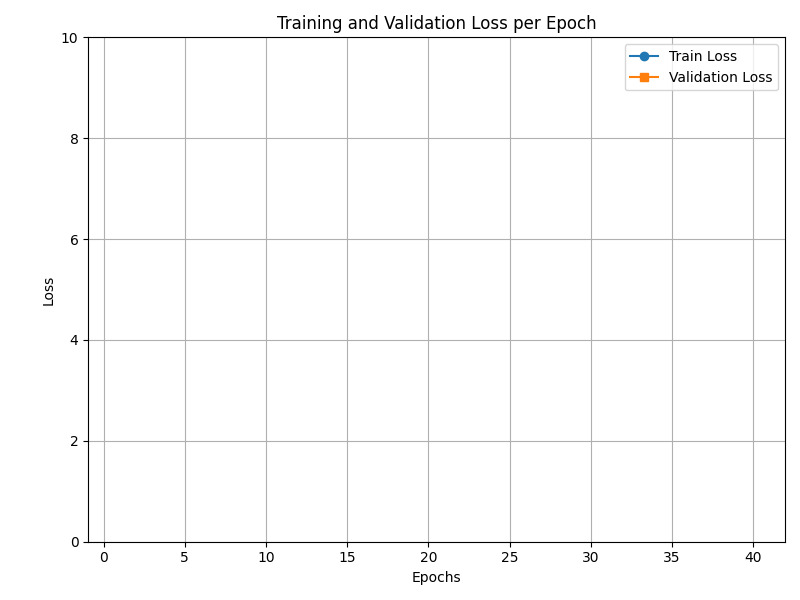 Training and Validation Loss per Epoch
10
Train Loss
Validation Loss
8
6
Loss
4
2
0
0 5 10 15 20 25 30 35 40
Epochs